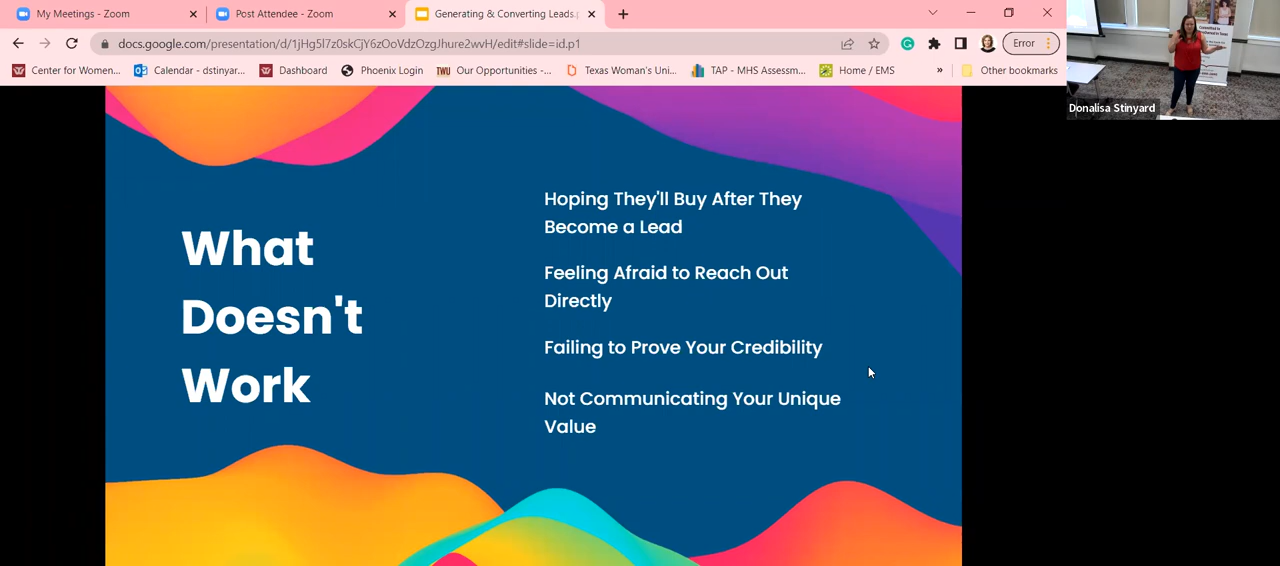 My Meetings - Zoom
Post Attendee - Zoom
Generating & Converting Leads.p
docs.google.com/presentation/d/1jHg5l7z0skCjY6zOoVdzOzgJhure2wvH/edit#slide=id.p1
Error
Center for Women...
Calendar - dstinyar...
Dashboard
Phoenix Login
TWU
Our Opportunities -...
Texas Woman's Uni...
TAP - MHS Assessm...
Home / EMS
Other bookmarks
Donalisa Stinyard
What
Doesn't
Work
Hoping They'll Buy After They
Become a Lead
Feeling Afraid to Reach Out
Directly
Failing to Prove Your Credibility
Not Communicating Your Unique
Value